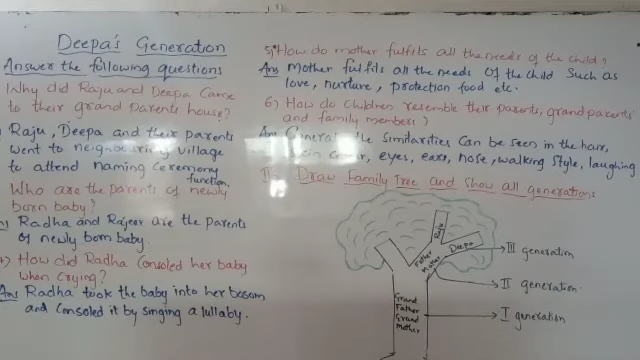 Deepa's Generation
Answer the following questions
Why did Raju and Deepa Came
to their grand parents house?
Raju, Deepa and their parents
went to neighbouring village
to attend naming ceremony
function.
Who are the parents of newly
born baby?
Radha and Rajeev are the parents
of newly born baby.
How did Radha Consoled her baby
when crying?
Ans Radha took the baby into her bosom
and consoled it by singing a lullaby.
5) How do mother fulfils all the needs of the child?
Ans Mother fulfils all the needs of the child Such as
love, nurture, protection food etc.
6) How do children resemble their parents, grand parents
and family members?
Ans Generally the similarities can be seen in the hair,
eyes, ears, nose, walking style, laughing
Draw Family Tree and Show all generations
Raju
Deepa
Father
Mother
Grand
Father
Grand
Mother
III generation
II generation
I generation